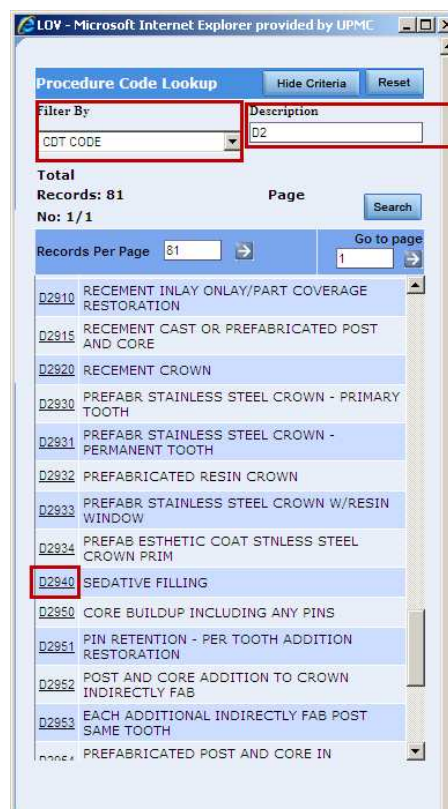 LOV - Microsoft Internet Explorer provided by UPMC
Procedure Code Lookup Hide Criteria Reset
Filter By Description
CDT CODE D2
Total
Records: 81 Page
No: 1/1 Search
Records Per Page 81 Go to page
1
D2910 RECEMENT INLAY ONLAY/PART COVERAGE
RESTORATION
D2915 RECEMENT CAST OR PREFABRICATED POST
AND CORE
D2920 RECEMENT CROWN
D2930 PREFABR STAINLESS STEEL CROWN - PRIMARY
TOOTH
D2931 PREFABR STAINLESS STEEL CROWN -
PERMANENT TOOTH
D2932 PREFABRICATED RESIN CROWN
D2933 PREFABR STAINLESS STEEL CROWN W/RESIN
WINDOW
D2934 PREFAB ESTHETIC COAT STNLESS STEEL
CROWN PRIM
D2940 SEDATIVE FILLING
D2950 CORE BUILDUP INCLUDING ANY PINS
D2951 PIN RETENTION - PER TOOTH ADDITION
RESTORATION
D2952 POST AND CORE ADDITION TO CROWN
INDIRECTLY FAB
D2953 EACH ADDITIONAL INDIRECTLY FAB POST
SAME TOOTH
D2954 PREFABRICATED POST AND CORE IN